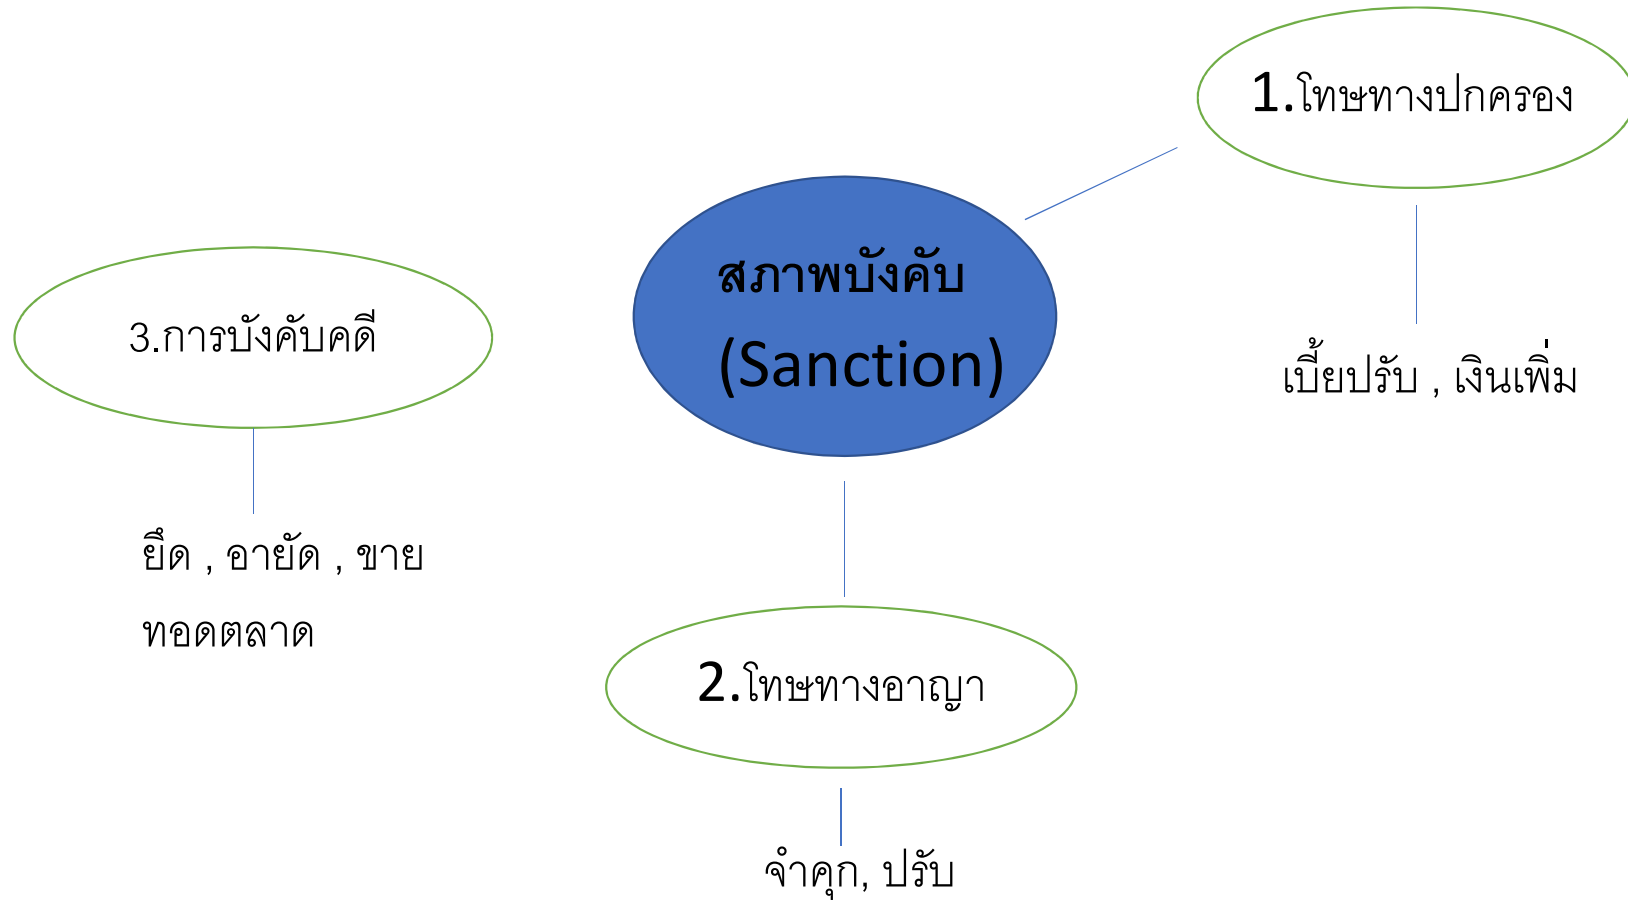 1.โทษทางปกครอง
สภาพบังคับ
(Sanction)
3.การบังคับคดี
เบี้ยปรับ , เงินเพิ่ม
ยึด , อายัด , ขาย
ทอดตลาด
2.โทษทางอาญา
จำคุก, ปรับ